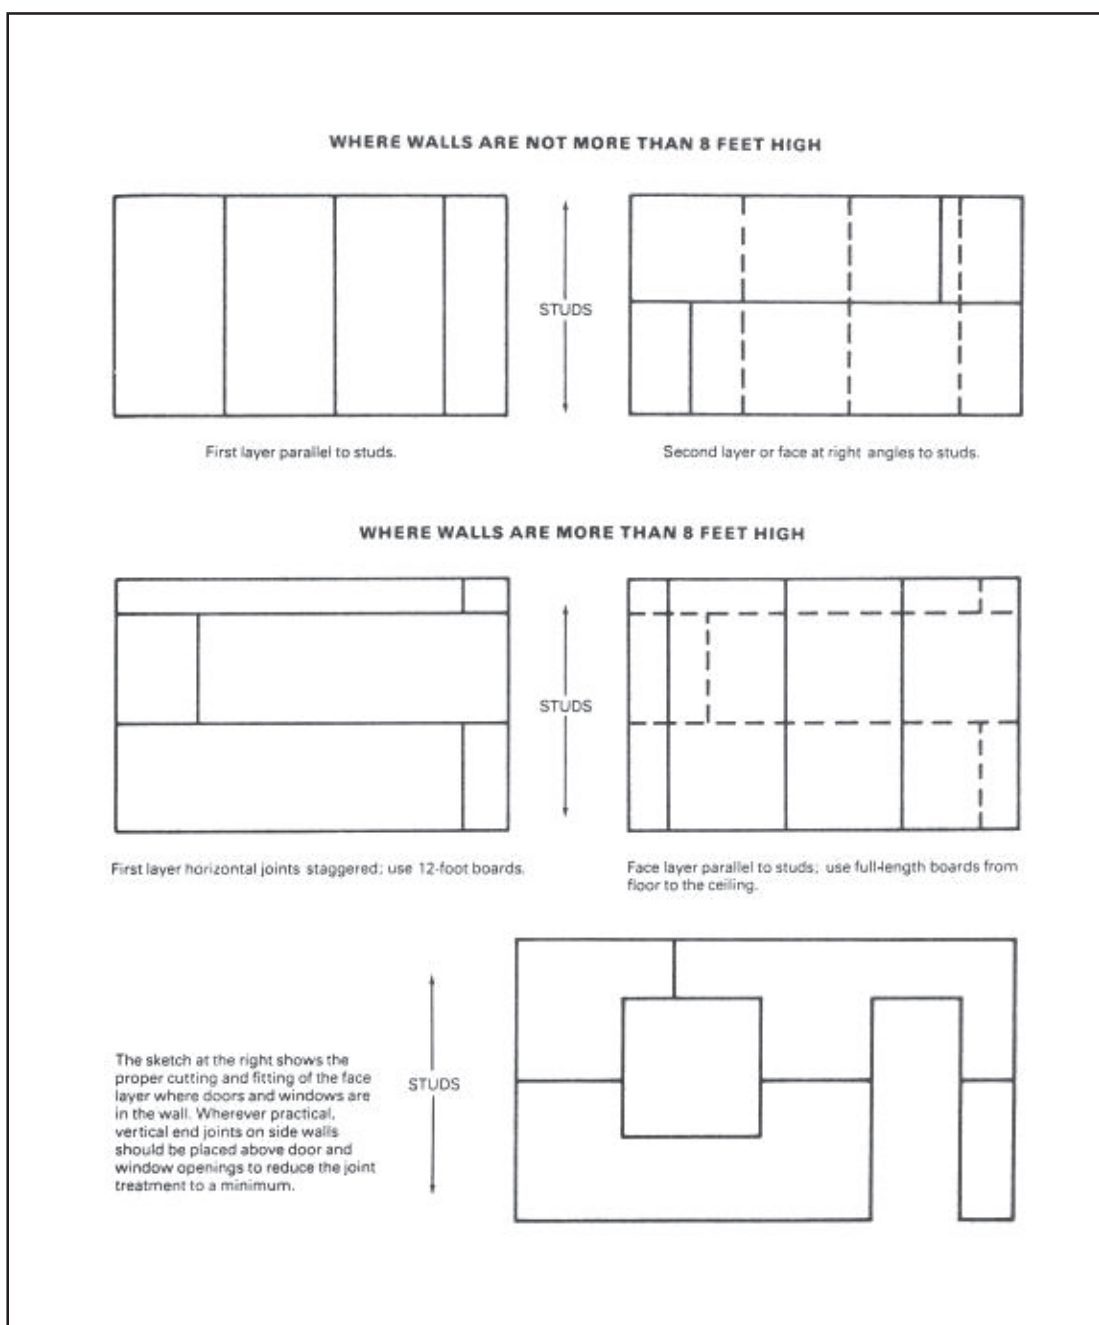 WHERE WALLS ARE NOT MORE THAN 8 FEET HIGH
STUDS
First layer parallel to studs.
Second layer or face at right angles to studs.
WHERE WALLS ARE MORE THAN 8 FEET HIGH
STUDS
First layer horizontal joints staggered; use 12-foot boards.
Face layer parallel to studs; use full-length boards from
floor to the ceiling.
The sketch at the right shows the
proper cutting and fitting of the face
layer where doors and windows are
in the wall. Wherever practical,
vertical end joints on side walls
should be placed above door and
window openings to reduce the joint
treatment to a minimum.
STUDS